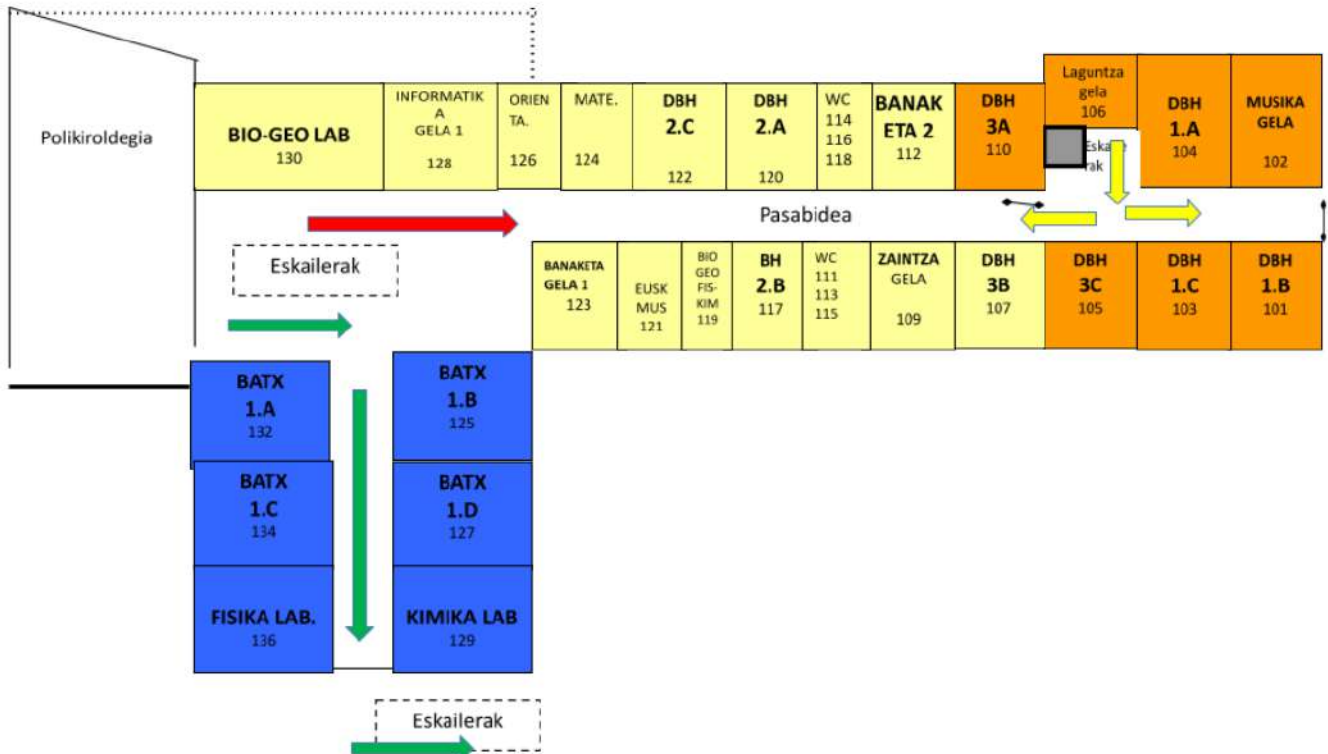 Polikiroldegia
BIO-GEO LAB
130
INFORMATIK
A
GELA 1
128
ORIEN
TA.
126
MATE.
124
DBH
2.C
122
DBH
2.A
120
WC
114
116
118
BANAK
ETA 2
112
DBH
3A
110
Laguntza
gela
106
Eskaile
rak
DBH
1.A
104
MUSIKA
GELA
102
Pasabidea
Eskailerak
BANAKETA
GELA 1
123
EUSK
MUS
121
BIO
GEO
FIS-
KIM
119
BH
2.B
117
WC
111
113
115
ZAINTZA
GELA
109
DBH
3B
107
DBH
3C
105
DBH
1.C
103
DBH
1.B
101
BATX
1.A
132
BATX
1.B
125
BATX
1.C
134
BATX
1.D
127
FISIKA LAB.
136
KIMIKA LAB
129
Eskailerak